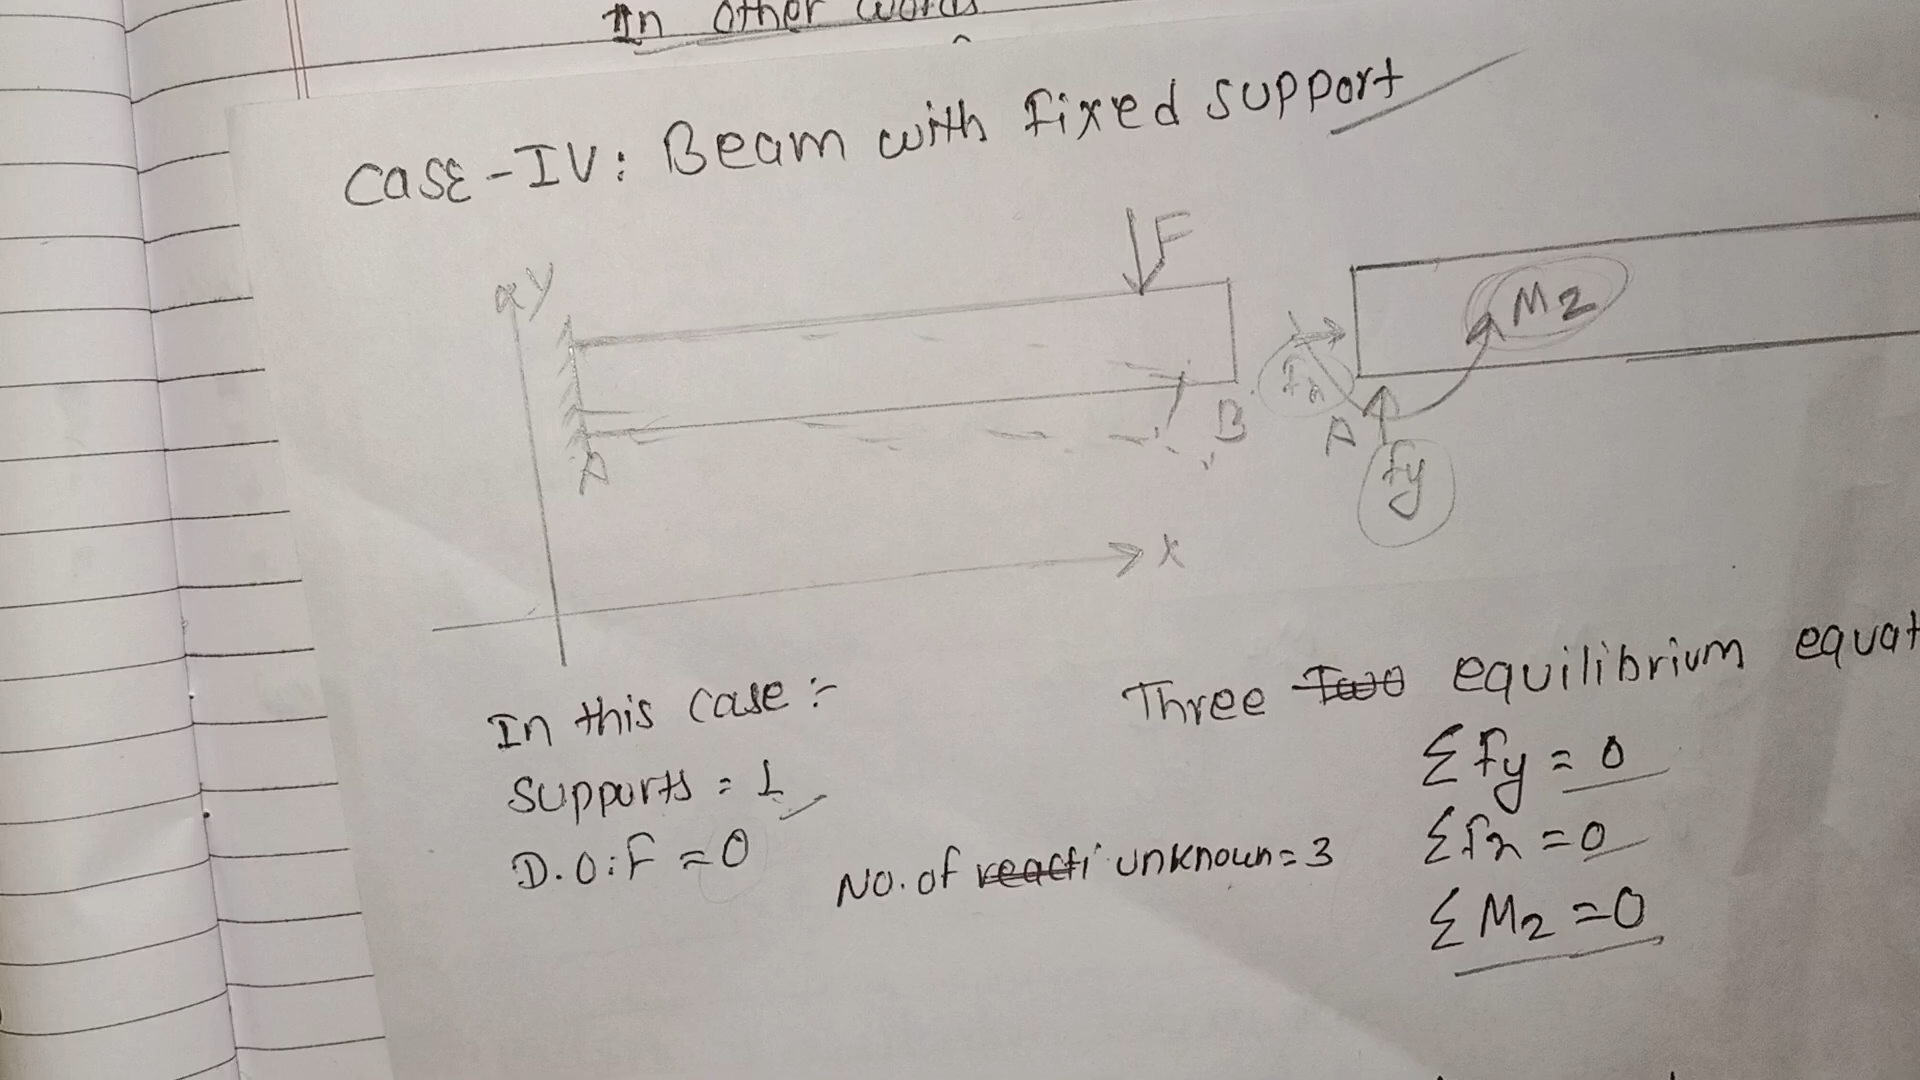 In other words
CASE-IV: Beam with fixed support
F
y
M2
fx
B
A
A
fy
x
In this case :-
Supports = 1
D.O.F = 0
No. of reacti unknown = 3
Three Two equilibrium equat
Σfy = 0
Σfx = 0
ΣM2 = 0